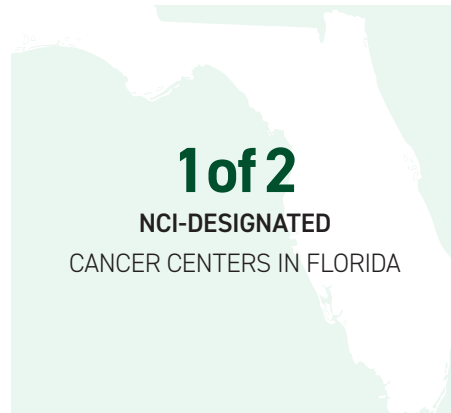 1 of 2
NCI-DESIGNATED
CANCER CENTERS IN FLORIDA